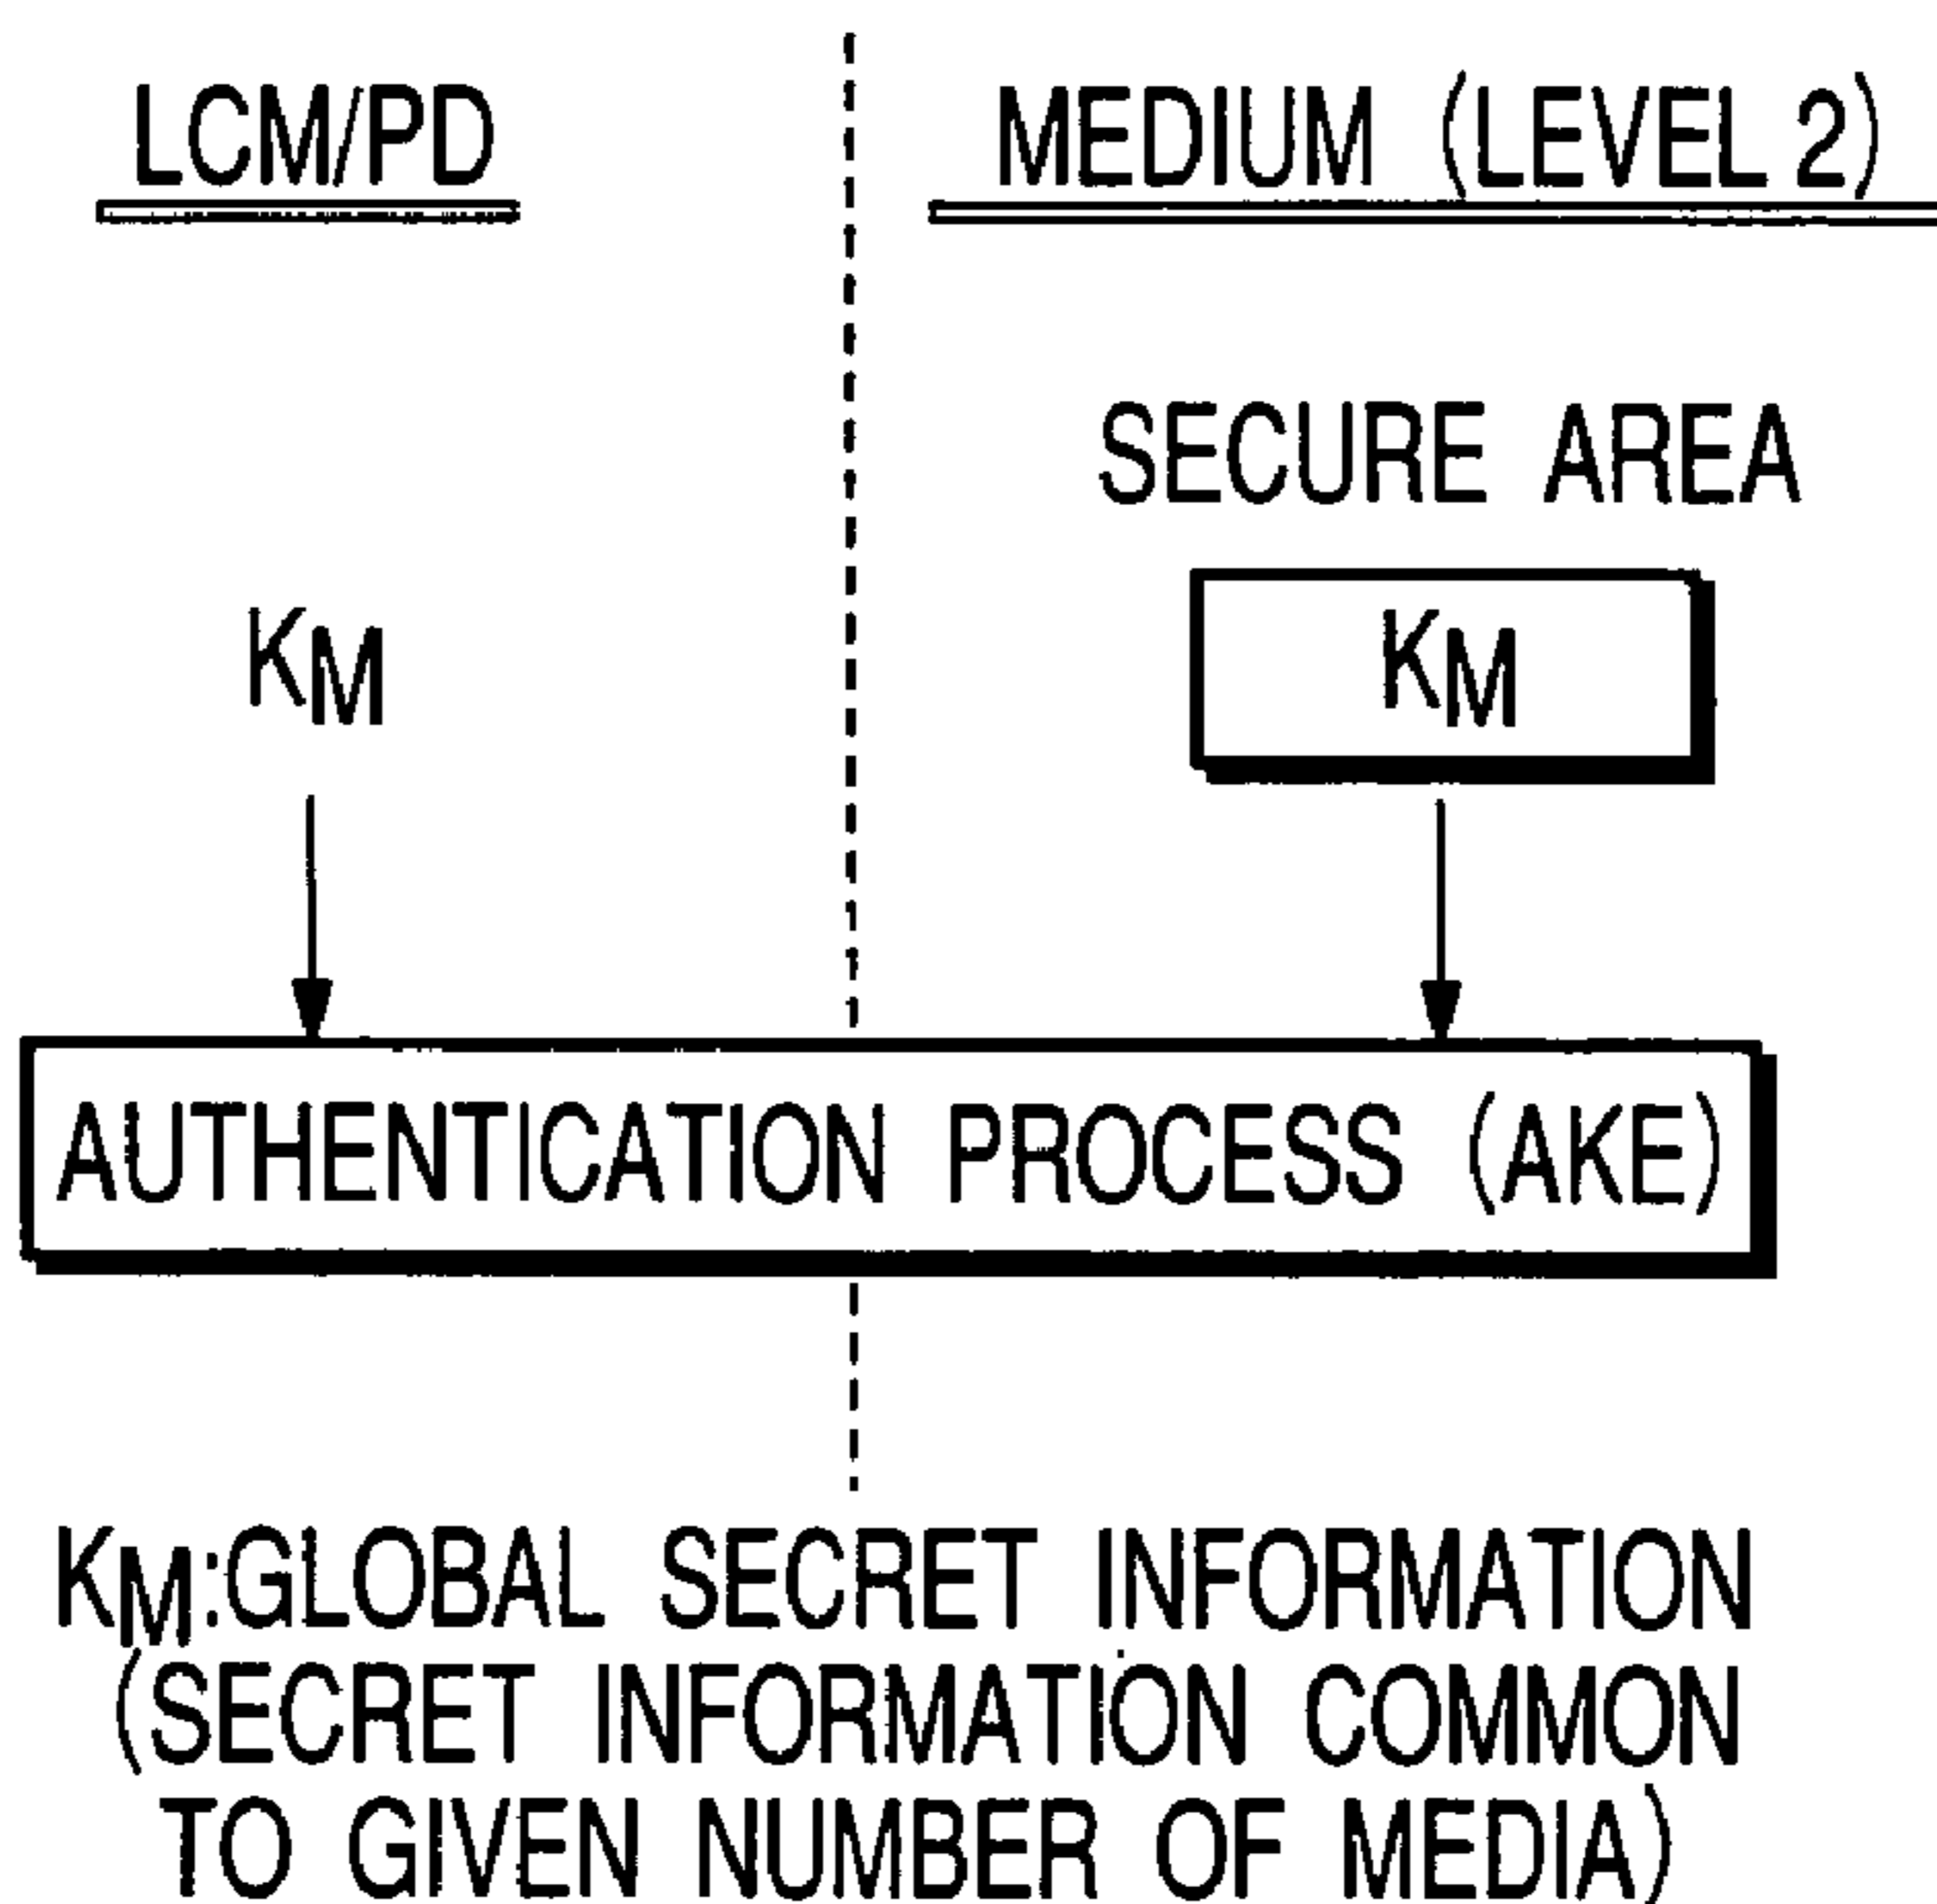 LCM/PD
MEDIUM (LEVEL 2)
SECURE AREA
KM
KM
AUTHENTICATION PROCESS (AKE)
KM:GLOBAL SECRET INFORMATION
(SECRET INFORMATION COMMON
TO GIVEN NUMBER OF MEDIA)